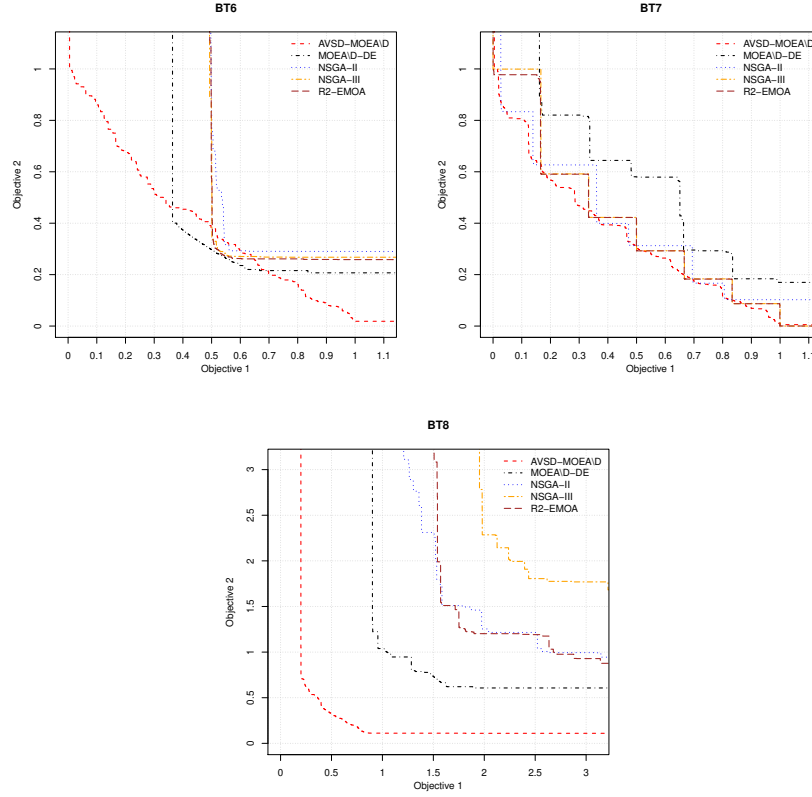 BT6
AVSD−MOEA\D
MOEA\D−DE
NSGA−II
NSGA−III
R2−EMOA
Objective 2
0 0.2 0.4 0.6 0.8 1
0 0.1 0.2 0.3 0.4 0.5 0.6 0.7 0.8 0.9 1 1.1
Objective 1
BT7
AVSD−MOEA\D
MOEA\D−DE
NSGA−II
NSGA−III
R2−EMOA
Objective 2
0 0.2 0.4 0.6 0.8 1
0 0.1 0.2 0.3 0.4 0.5 0.6 0.7 0.8 0.9 1
Objective 1
BT8
AVSD−MOEA\D
MOEA\D−DE
NSGA−II
NSGA−III
R2−EMOA
Objective 2
0 0.5 1 1.5 2 2.5 3
0 0.5 1 1.5 2 2.5 3
Objective 1